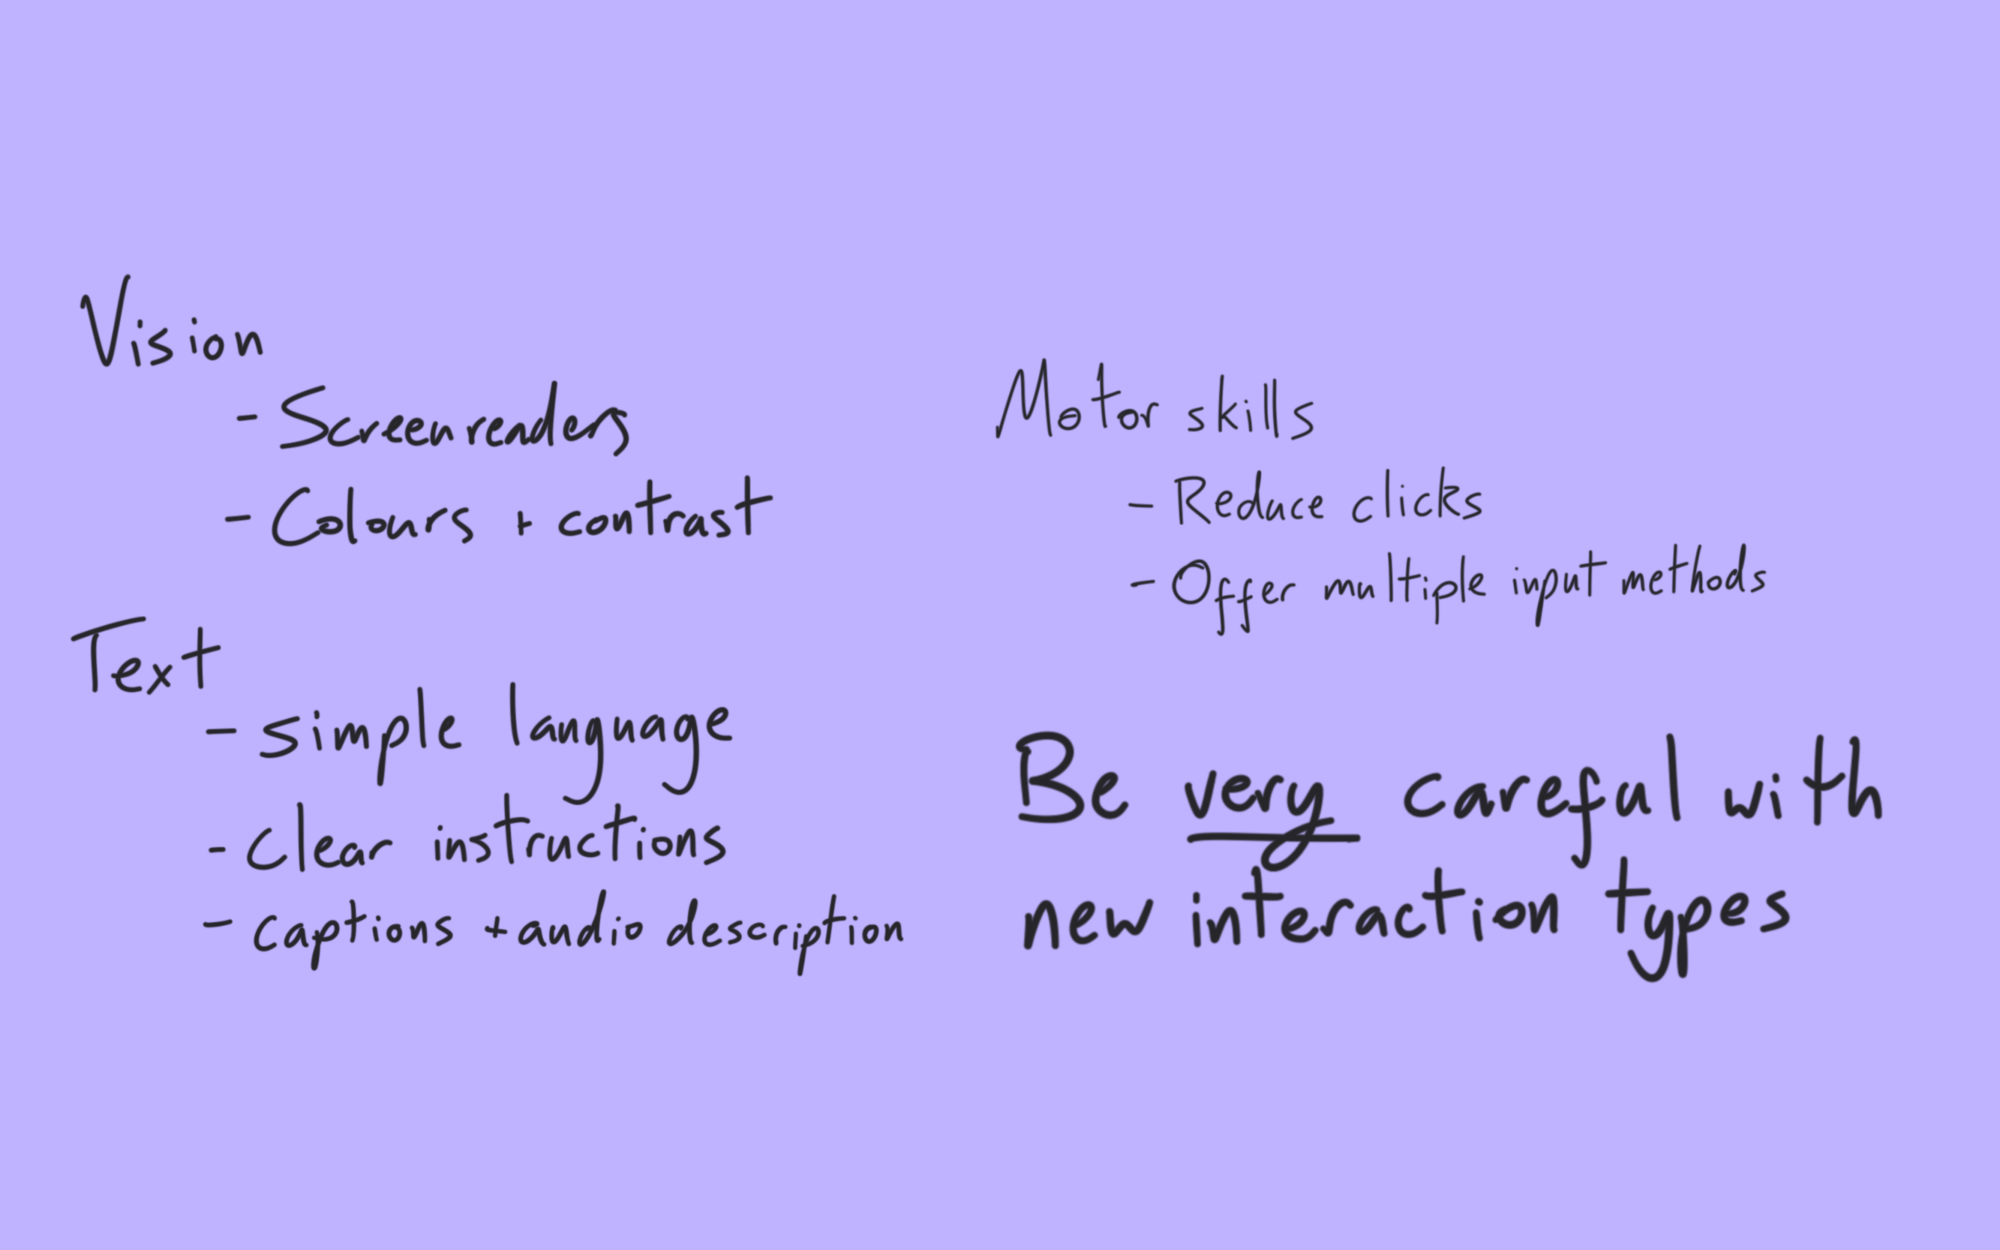 Vision
- Screenreaders
- Colours + contrast
Text
- simple language
- clear instructions
- captions + audio description
Motor skills
- Reduce clicks
- Offer multiple input methods
Be very careful with
new interaction types